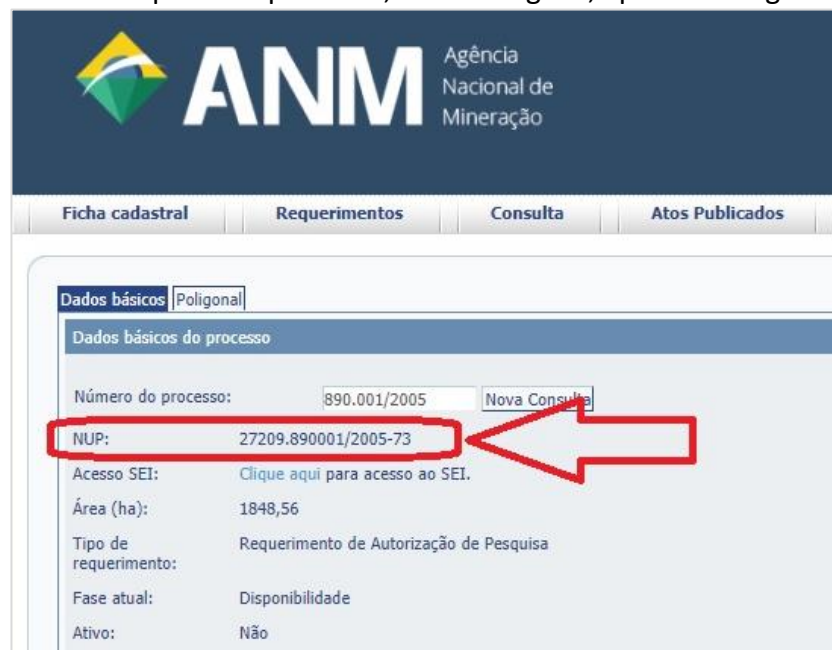 ANM
Agência
Nacional de
Mineração
Ficha cadastral Requerimentos Consulta Atos Publicados
Dados básicos Poligonal
Dados básicos do processo
Número do processo: 890.001/2005 Nova Consulta
NUP: 27209.890001/2005-73
Acesso SEI: Clique aqui para acesso ao SEI.
Área (ha): 1848,56
Tipo de
requerimento: Requerimento de Autorização de Pesquisa
Fase atual: Disponibilidade
Ativo: Não